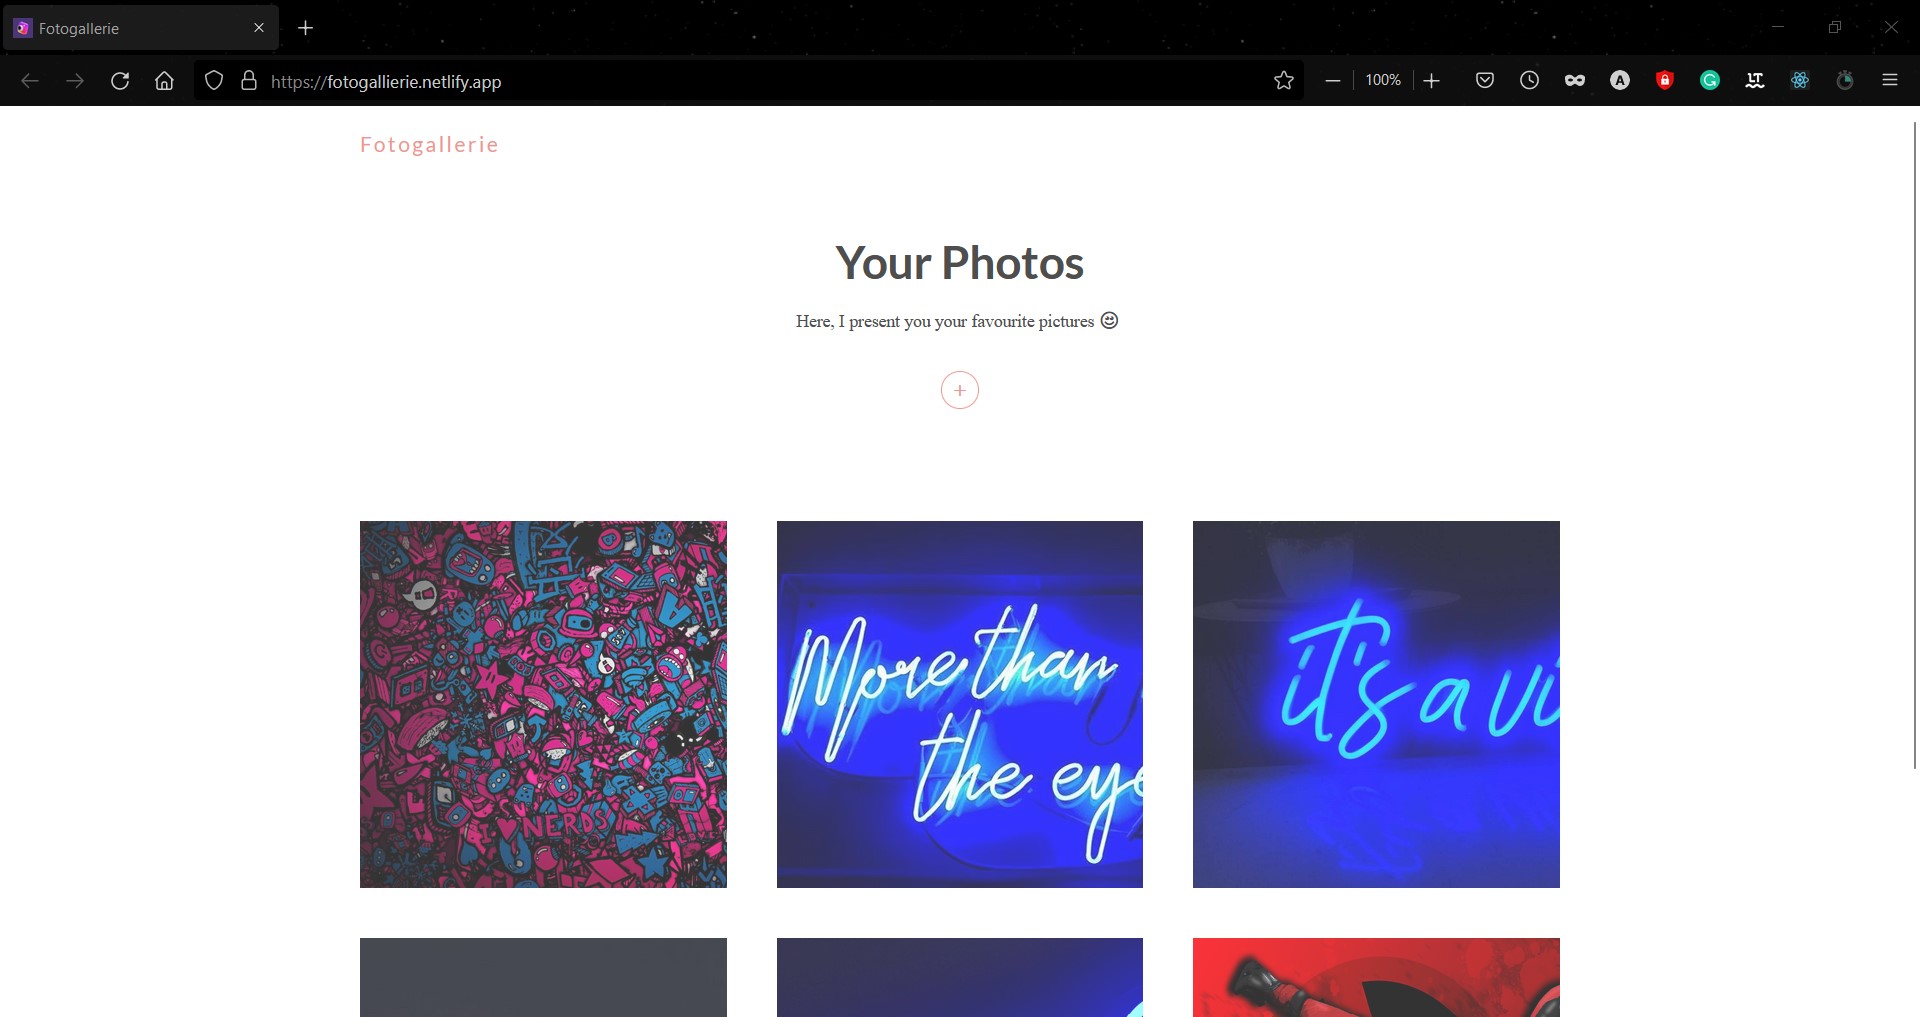 Fotogallerie
https://fotogallierie.netlify.app
100%
Fotogallerie
Your Photos
Here, I present you your favourite pictures
+
NERDS
More than
the eye
it's a vi